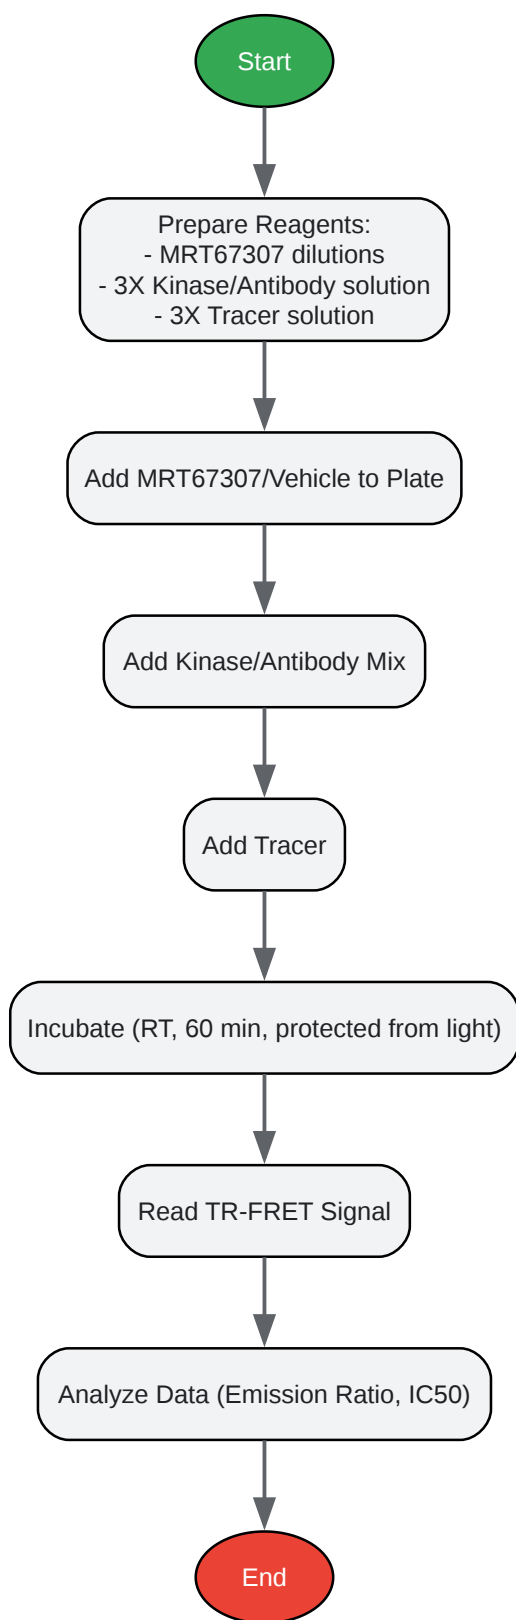 Start
Prepare Reagents:
- MRT67307 dilutions
- 3X Kinase/Antibody solution
- 3X Tracer solution
Add MRT67307/Vehicle to Plate
Add Kinase/Antibody Mix
Add Tracer
Incubate (RT, 60 min, protected from light)
Read TR-FRET Signal
Analyze Data (Emission Ratio, IC50)
End